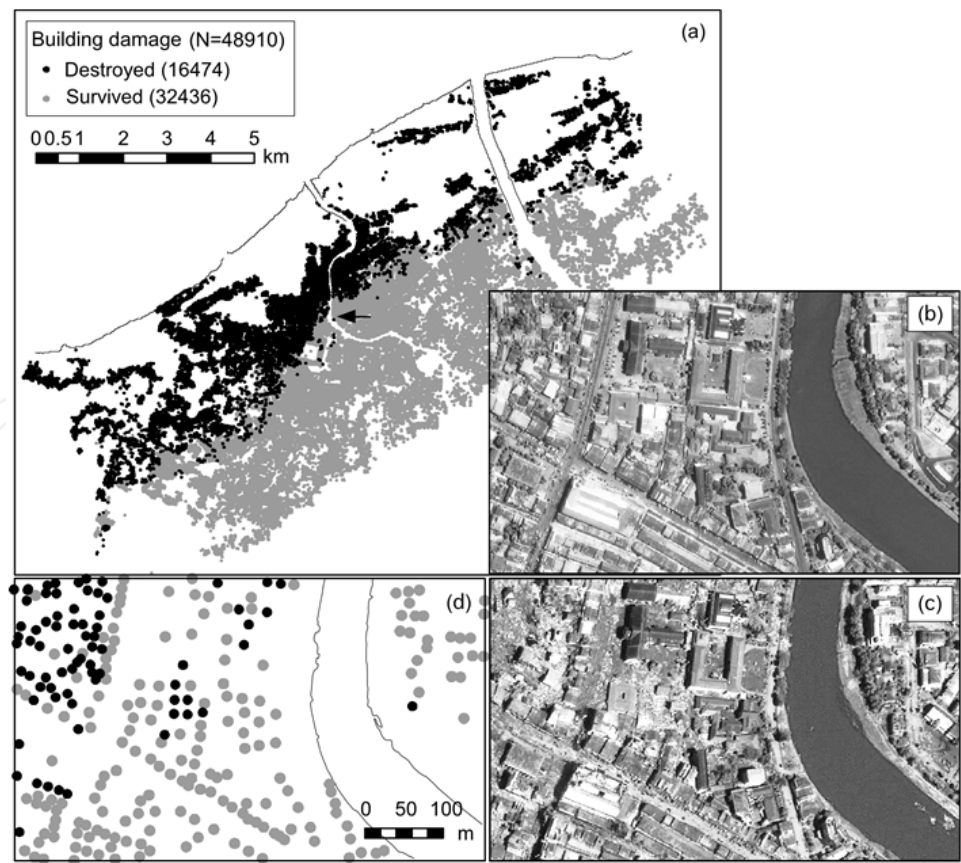 (a)
Building damage (N=48910)
Destroyed (16474)
Survived (32436)
0 0.5 1 2 3 4 5
km
(b)
(c)
(d)
0 50 100
m